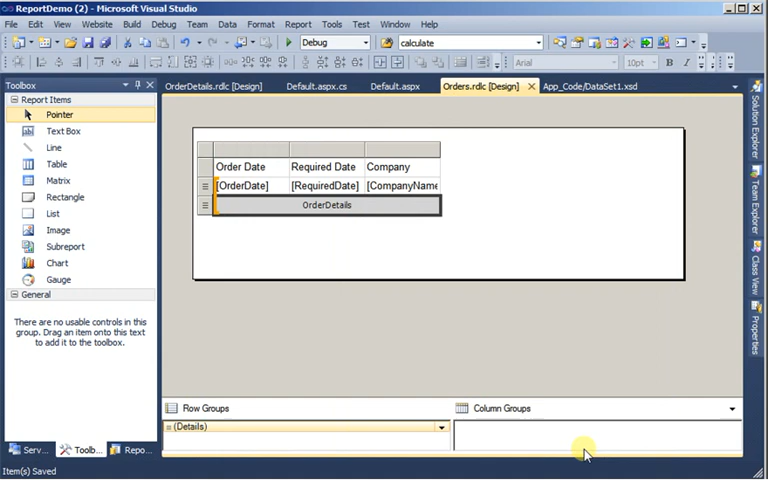 ReportDemo (2) - Microsoft Visual Studio
File Edit View Website Build Debug Team Data Format Report Tools Test Window Help
Debug calculate
Arial 10pt B
Toolbox OrderDetails.rdlc [Design] Default.aspx.cs Default.aspx Orders.rdlc [Design] App_Code/DataSet1.xsd
Report Items
Pointer
Text Box
Line
Table
Matrix
Rectangle
List
Image
Subreport
Chart
Gauge
General
There are no usable controls in this
group. Drag an item onto this text
to add it to the toolbox.
Order Date Required Date Company
[OrderDate] [RequiredDate] [CompanyName
OrderDetails
Row Groups Column Groups
(Details)
Serv... Toolb... Repo...
Item(s) Saved
Solution Explorer
Team Explorer
Class View
Properties